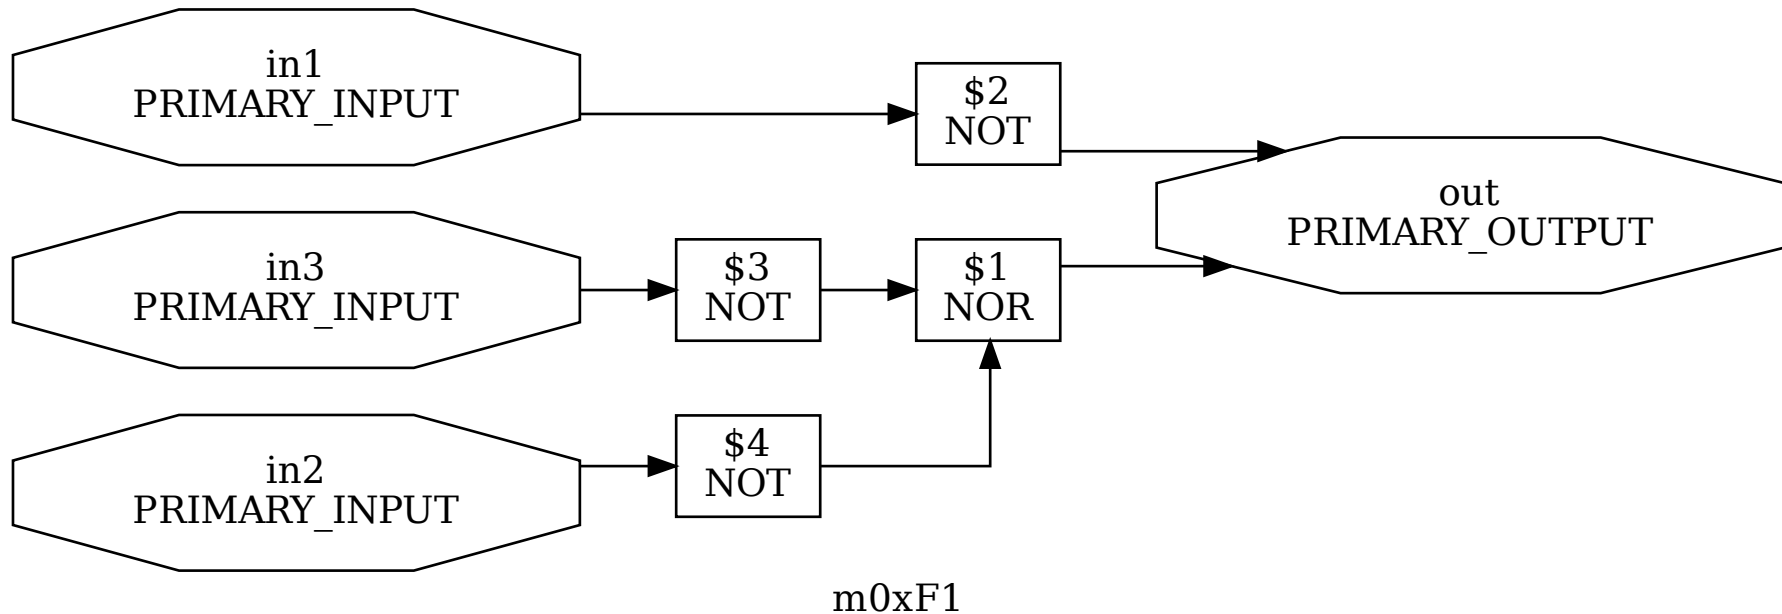 in1
PRIMARY_INPUT
$2
NOT
out
PRIMARY_OUTPUT
in3
PRIMARY_INPUT
$3
NOT
$1
NOR
in2
PRIMARY_INPUT
$4
NOT
m0xF1